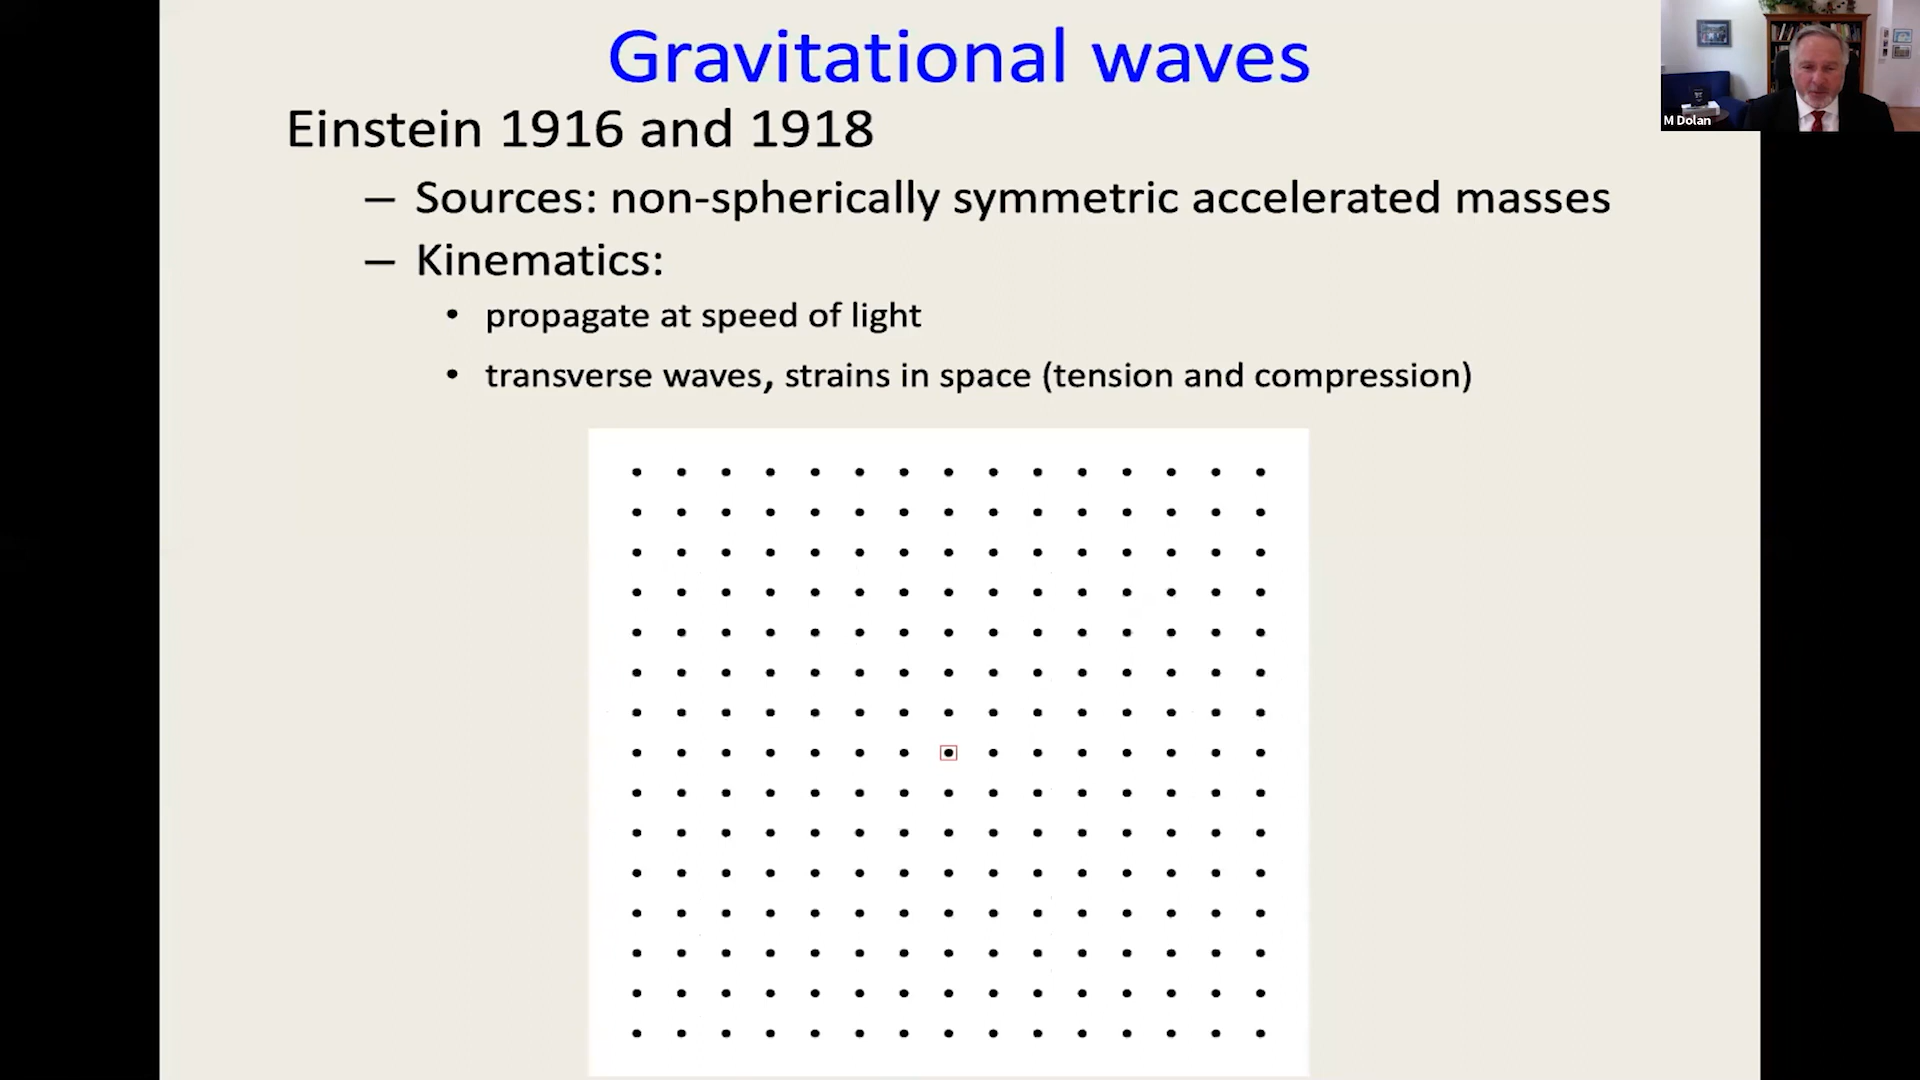 Gravitational waves
Einstein 1916 and 1918
– Sources: non-spherically symmetric accelerated masses
– Kinematics:
• propagate at speed of light
• transverse waves, strains in space (tension and compression)
M Dolan